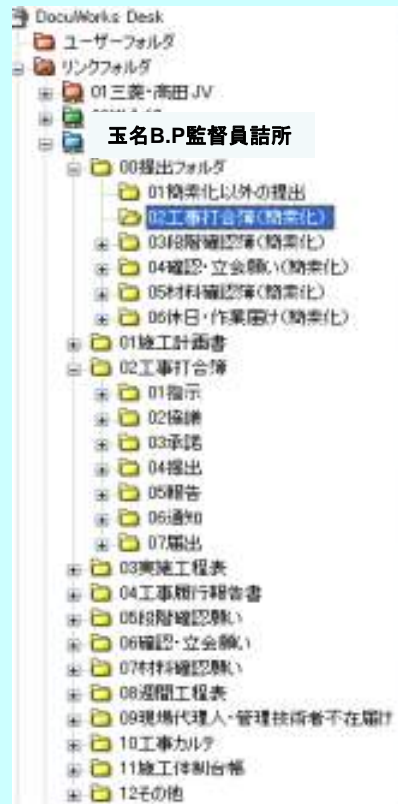 DocuWorks Desk
ユーザーフォルダ
リンクフォルダ
01三菱・高田JV
玉名B.P監督員詰所
00提出フォルダ
01簡素化以外の提出
02工事打合簿(簡素化)
03段階確認簿(簡素化)
04確認・立会願い(簡素化)
05材料確認簿(簡素化)
06休日・作業届け(簡素化)
01施工計画書
02工事打合簿
01指示
02協議
03承諾
04提出
05報告
06通知
07届出
03実施工程表
04工事履行報告書
05段階確認願い
06確認・立会願い
07材料確認願い
08週間工程表
09現場代理人・管理技術者不在届け
10工事カルテ
11施工体制台帳
12その他